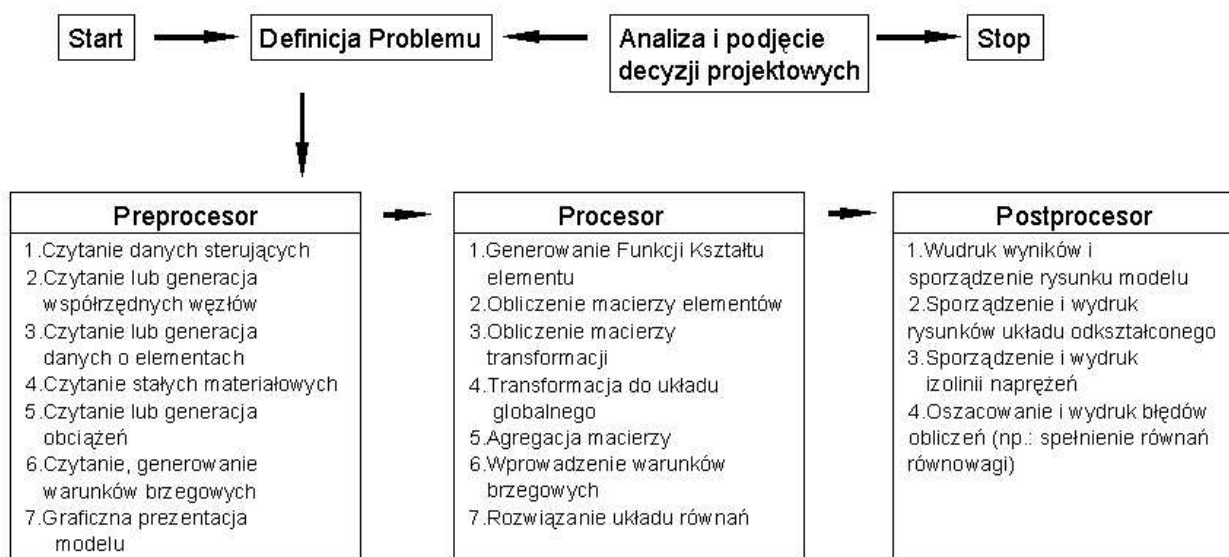 Start
Definicja Problemu
Analiza i podjęcie
decyzji projektowych
Stop
Preprocesor
1.Czytanie danych sterujących
2.Czytanie lub generacja
współrzędnych węzłów
3.Czytanie lub generacja
danych o elementach
4.Czytanie stałych materiałowych
5.Czytanie lub generacja
obciążeń
6.Czytanie, generowanie
warunków brzegowych
7.Graficzna prezentacja
modelu
Procesor
1.Generowanie Funkcji Kształtu
elementu
2.Obliczenie macierzy elementów
3.Obliczenie macierzy
transformacji
4.Transformacja do układu
globalnego
5.Agregacja macierzy
6.Wprowadzenie warunków
brzegowych
7.Rozwiązanie układu równań
Postprocesor
1.Wudruk wyników i
sporządzenie rysunku modelu
2.Sporządzenie i wydruk
rysunków układu odkształconego
3.Sporządzenie i wydruk
izolinii naprężeń
4.Oszacowanie i wydruk błędów
obliczeń (np.: spełnienie równań
równowagi)